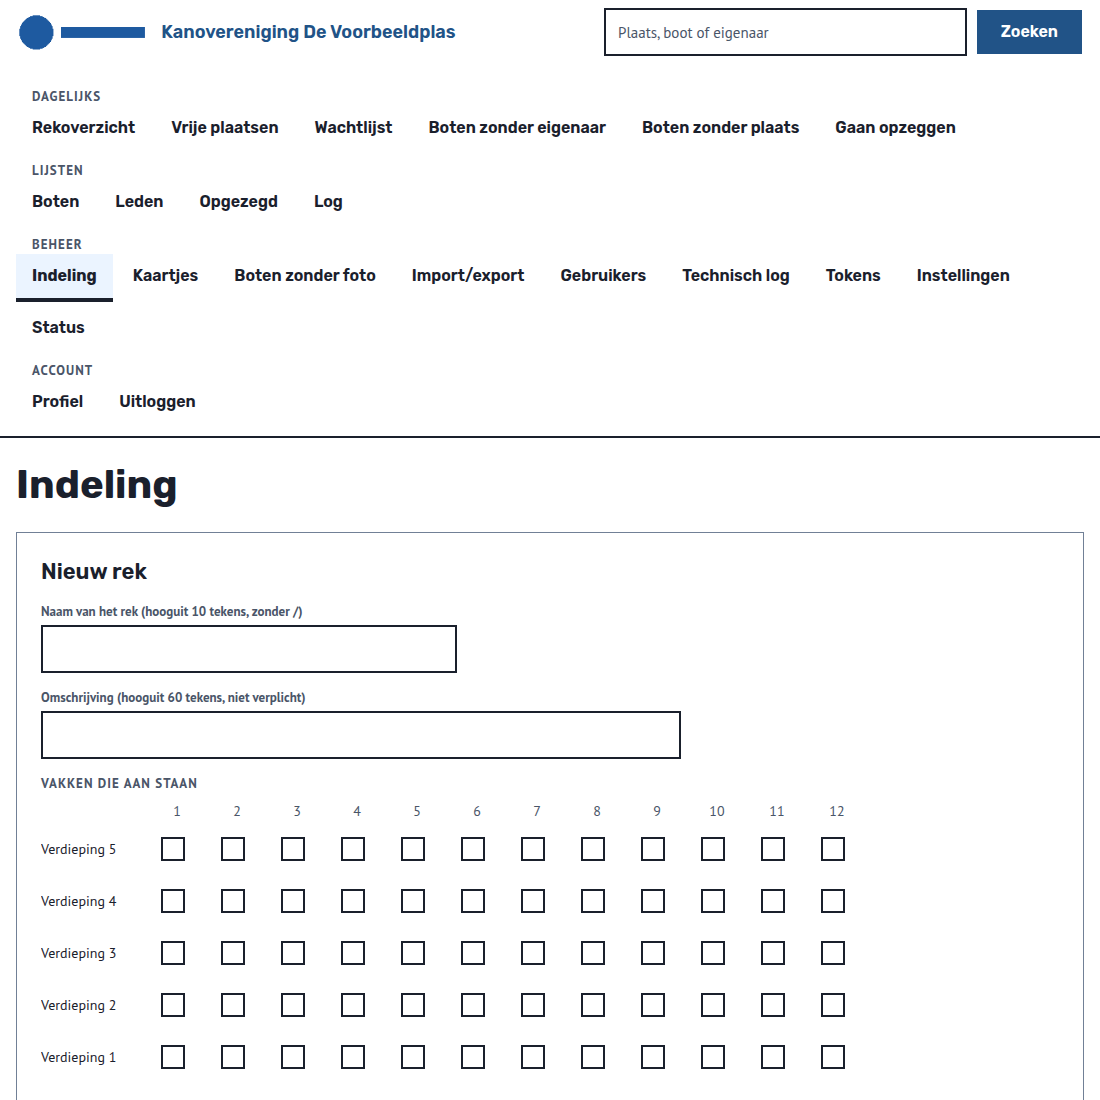 Kanovereniging De Voorbeeldplas
Plaats, boot of eigenaar
Zoeken
DAGELIJKS
Rekoverzicht Vrije plaatsen Wachtlijst Boten zonder eigenaar Boten zonder plaats Gaan opzeggen
LIJSTEN
Boten Leden Opgezegd Log
BEHEER
Indeling Kaartjes Boten zonder foto Import/export Gebruikers Technisch log Tokens Instellingen
Status
ACCOUNT
Profiel Uitloggen
Indeling
Nieuw rek
Naam van het rek (hooguit 10 tekens, zonder /)
Omschrijving (hooguit 60 tekens, niet verplicht)
VAKKEN DIE AAN STAAN
1 2 3 4 5 6 7 8 9 10 11 12
Verdieping 5
Verdieping 4
Verdieping 3
Verdieping 2
Verdieping 1